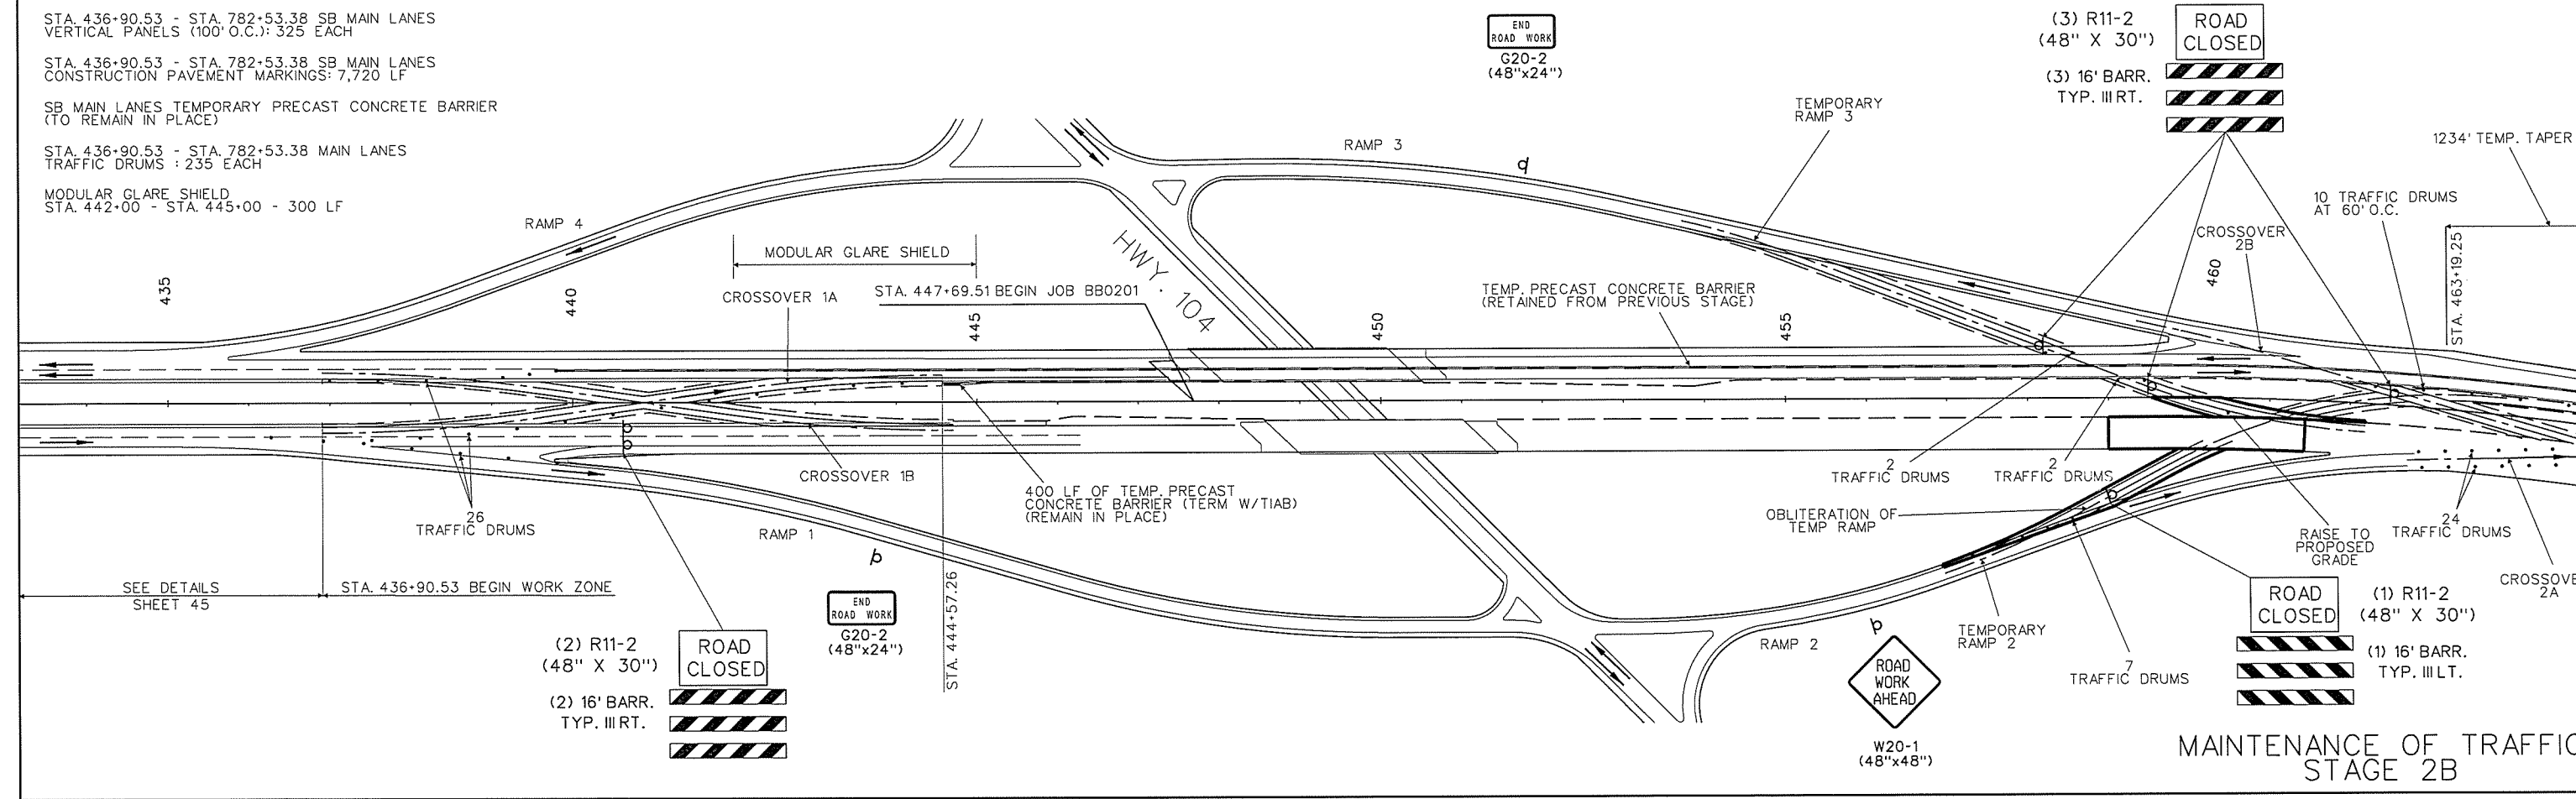 STA. 436+90.53 - STA. 782+53.38 SB MAIN LANES
VERTICAL PANELS (100' O.C.): 325 EACH
STA. 436+90.53 - STA. 782+53.38 SB MAIN LANES
CONSTRUCTION PAVEMENT MARKINGS: 7,720 LF
SB MAIN LANES TEMPORARY PRECAST CONCRETE BARRIER
(TO REMAIN IN PLACE)
STA. 436+90.53 - STA. 782+53.38 MAIN LANES
TRAFFIC DRUMS : 235 EACH
MODULAR GLARE SHIELD
STA. 442+00 - STA. 445+00 - 300 LF
END
ROAD WORK
G20-2
(48"x24")
(3) R11-2
(48" X 30")
ROAD
CLOSED
(3) 16' BARR.
TYP. III RT.
TEMPORARY
RAMP 3
RAMP 3
1234' TEMP. TAPER
10 TRAFFIC DRUMS
AT 60' O.C.
CROSSOVER
2B
STA. 463+19.25
RAMP 4
MODULAR GLARE SHIELD
HWY. 104
CROSSOVER 1A
STA. 447+69.51 BEGIN JOB BB0201
TEMP. PRECAST CONCRETE BARRIER
(RETAINED FROM PREVIOUS STAGE)
435
440
445
450
455
460
CROSSOVER 1B
400 LF OF TEMP. PRECAST
CONCRETE BARRIER (TERM W/TIAB)
(REMAIN IN PLACE)
26
TRAFFIC DRUMS
RAMP 1
2
TRAFFIC DRUMS
2
TRAFFIC DRUMS
OBLITERATION OF
TEMP RAMP
RAISE TO
PROPOSED
GRADE
24
TRAFFIC DRUMS
CROSSOVE
2A
SEE DETAILS
SHEET 45
STA. 436+90.53 BEGIN WORK ZONE
STA. 444+57.26
END
ROAD WORK
G20-2
(48"x24")
(2) R11-2
(48" X 30")
ROAD
CLOSED
(2) 16' BARR.
TYP. III RT.
RAMP 2
TEMPORARY
RAMP 2
7
TRAFFIC DRUMS
ROAD
WORK
AHEAD
W20-1
(48"x48")
ROAD
CLOSED
(1) R11-2
(48" X 30")
(1) 16' BARR.
TYP. III LT.
MAINTENANCE OF TRAFFIC
STAGE 2B